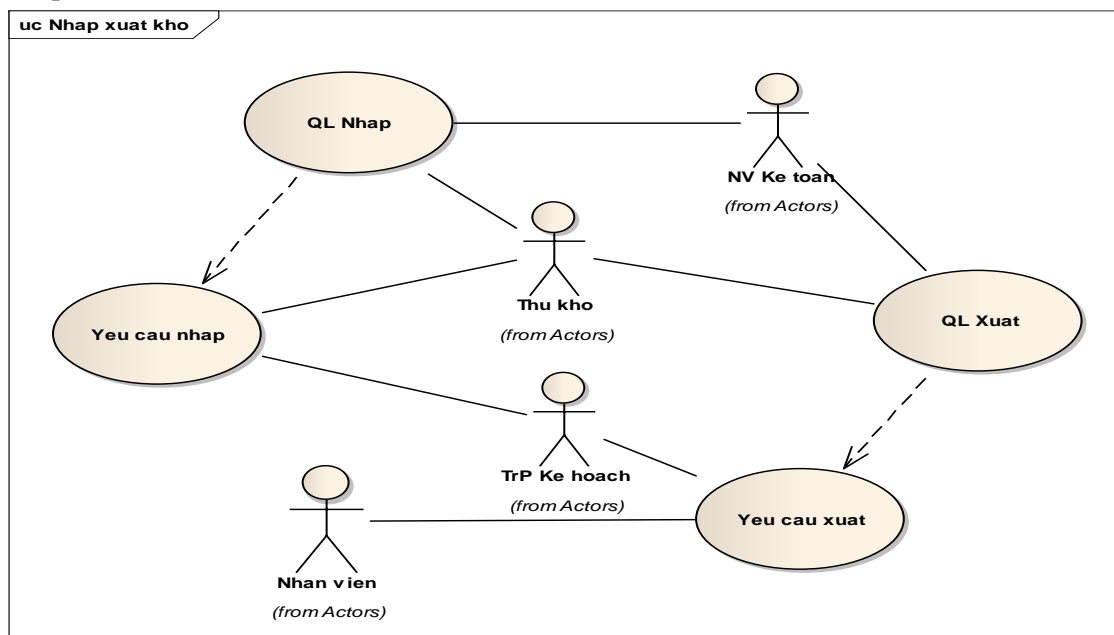 uc Nhap xuat kho
QL Nhap
NV Ke toan
(from Actors)
Thu kho
(from Actors)
Yeu cau nhap
QL Xuat
TrP Ke hoach
(from Actors)
Yeu cau xuat
Nhan vien
(from Actors)